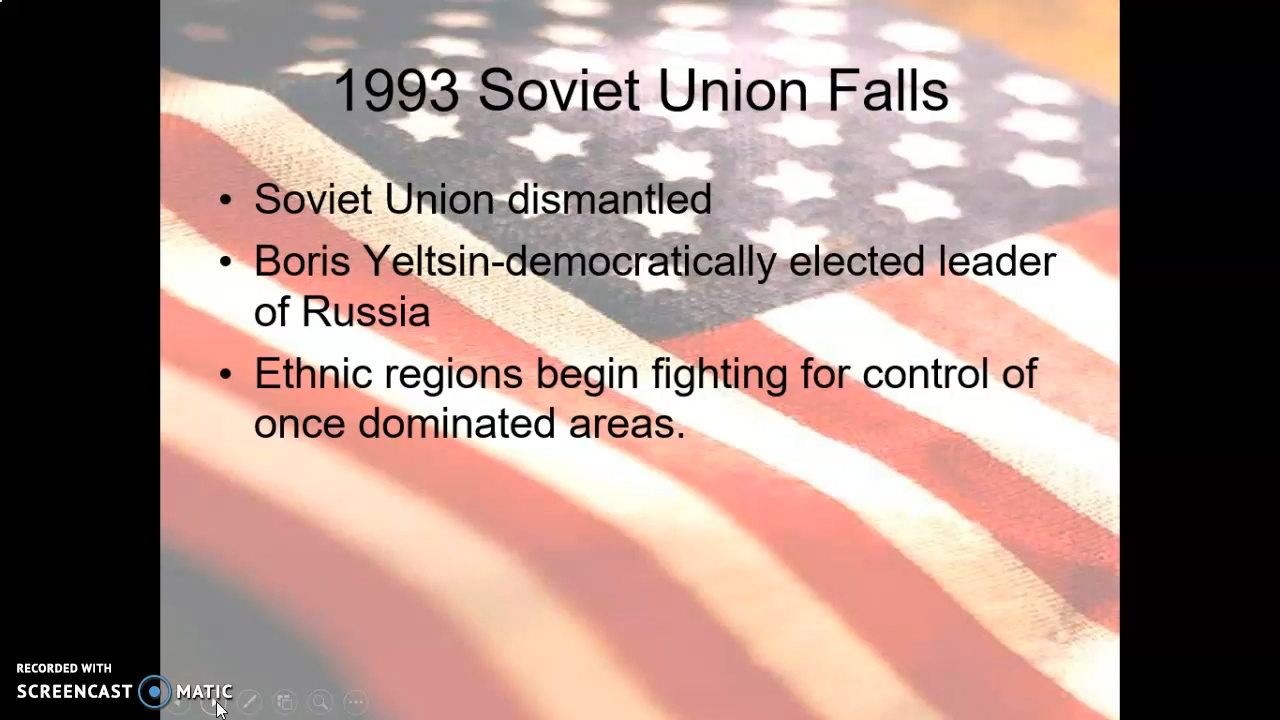 1993 Soviet Union Falls
• Soviet Union dismantled
• Boris Yeltsin-democratically elected leader
of Russia
• Ethnic regions begin fighting for control of
once dominated areas.
RECORDED WITH
SCREENCAST MATIC